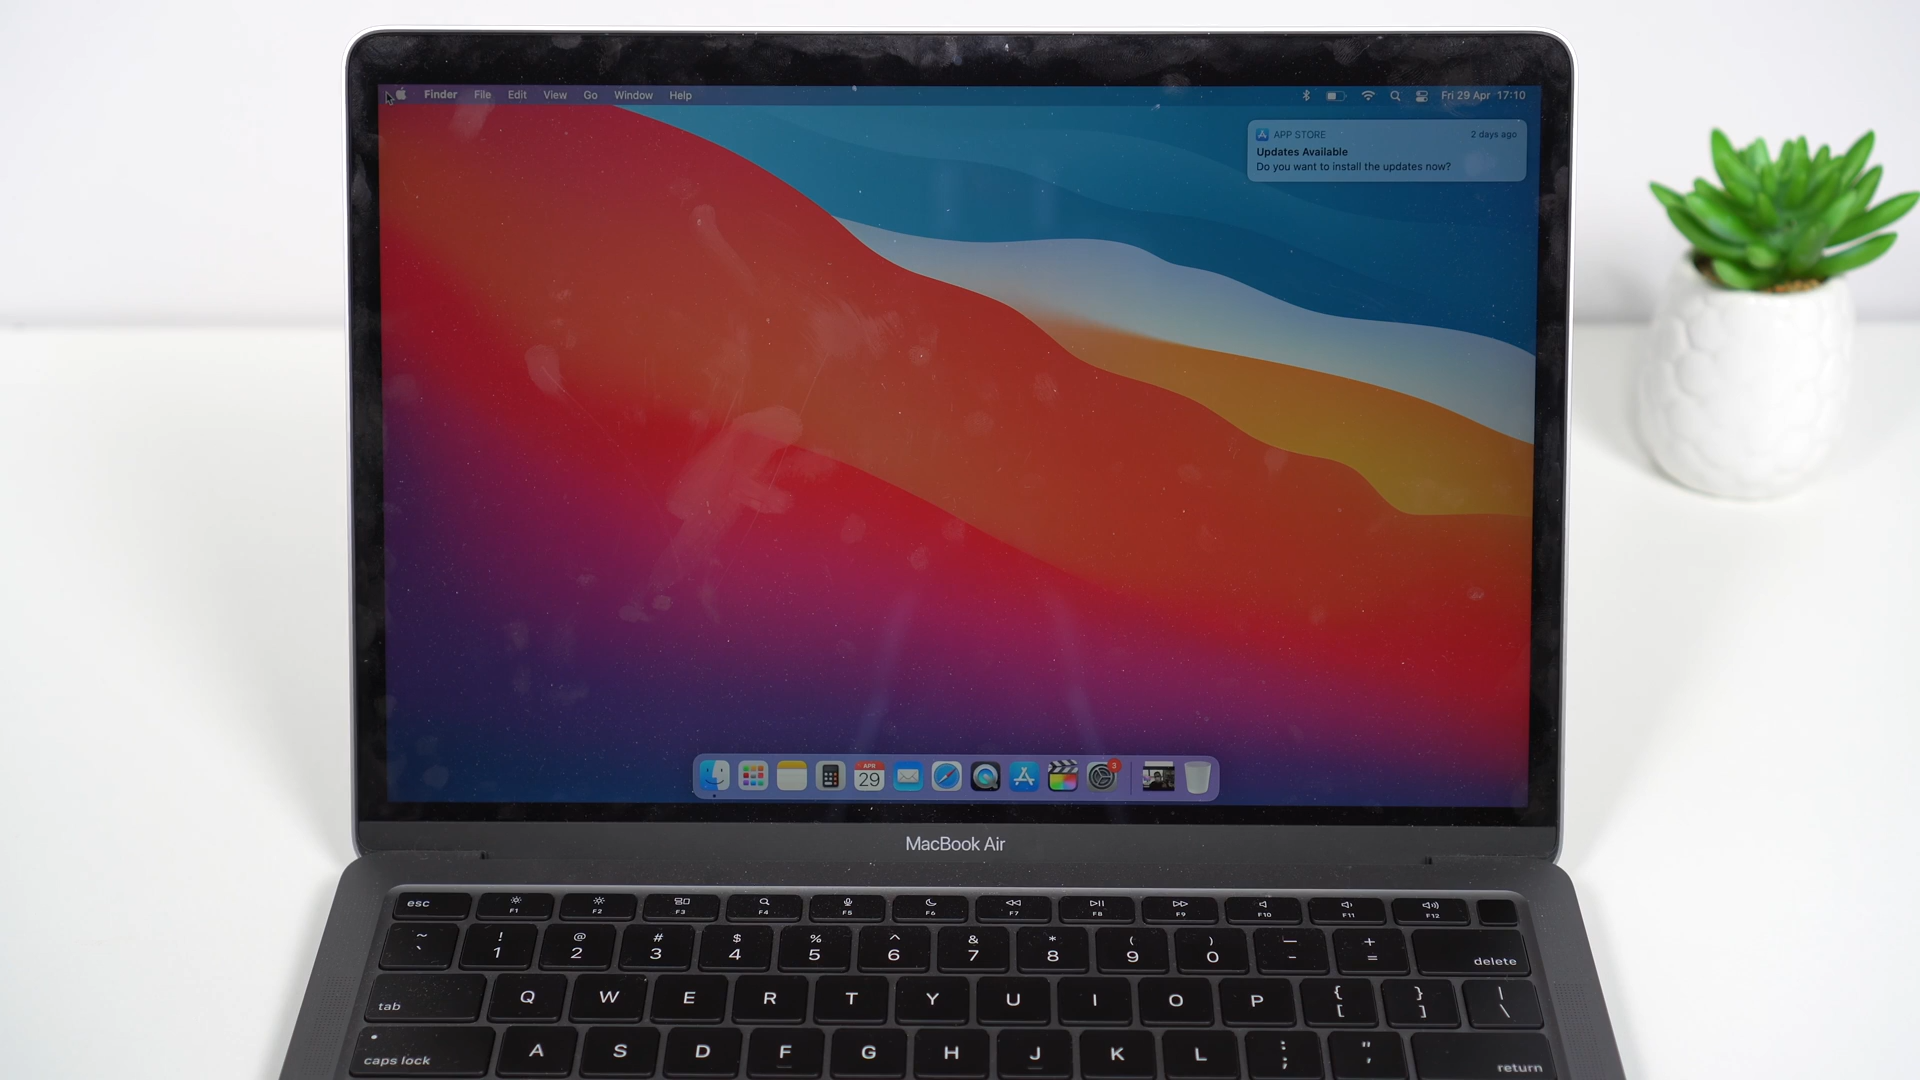 Finder File Edit View Go Window Help Fri 29 Apr 17:10
APP STORE 2 days ago
Updates Available
Do you want to install the updates now?
APR
29
3
MacBook Air
esc F1 F2 F3 F4 F5 F6 F7 F8 F9 F10 F11 F12
~ ! @ # $ % ^ & * ( ) — +
` 1 2 3 4 5 6 7 8 9 0 - = delete
tab Q W E R T Y U I O P { [ } ] | \
caps lock A S D F G H J K L : ; " ' return